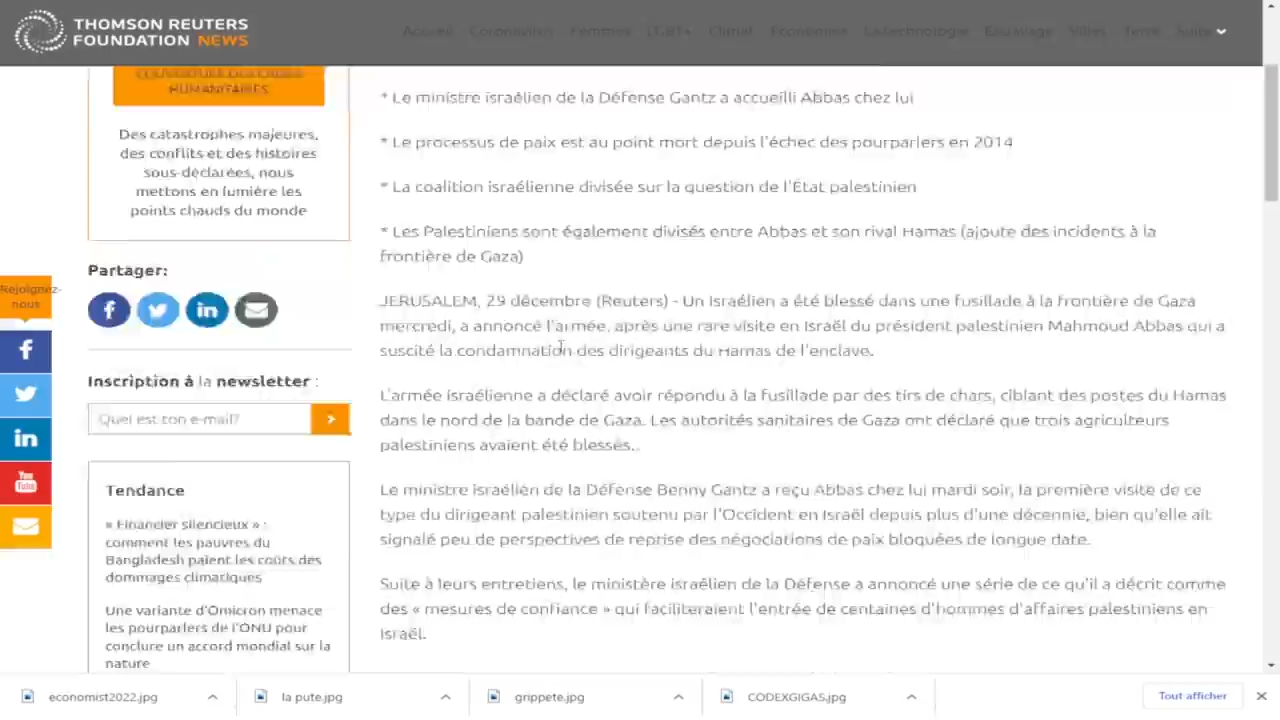 THOMSON REUTERS
FOUNDATION NEWS
Accueil Coronavirus Femmes LGBT+ Climat Économies La technologie Esclavage Villes Terre Suite
HUMANITAIRES
Des catastrophes majeures,
des conflits et des histoires
sous-déclarées, nous
mettons en lumière les
points chauds du monde
Partager:
Rejoignez-
nous
Inscription à la newsletter :
Quel est ton e-mail?
Tendance
« Financier silencieux » :
comment les pauvres du
Bangladesh paient les coûts des
dommages climatiques
Une variante d'Omicron menace
les pourparlers de l'ONU pour
conclure un accord mondial sur la
nature
* Le ministre israélien de la Défense Gantz a accueilli Abbas chez lui
* Le processus de paix est au point mort depuis l'échec des pourparlers en 2014
* La coalition israélienne divisée sur la question de l'État palestinien
* Les Palestiniens sont également divisés entre Abbas et son rival Hamas (ajoute des incidents à la
frontière de Gaza)
JERUSALEM, 29 décembre (Reuters) - Un Israélien a été blessé dans une fusillade à la frontière de Gaza
mercredi, a annoncé l'armée, après une rare visite en Israël du président palestinien Mahmoud Abbas qui a
suscité la condamnation des dirigeants du Hamas de l'enclave.
L'armée israélienne a déclaré avoir répondu à la fusillade par des tirs de chars, ciblant des postes du Hamas
dans le nord de la bande de Gaza. Les autorités sanitaires de Gaza ont déclaré que trois agriculteurs
palestiniens avaient été blessés.
Le ministre israélien de la Défense Benny Gantz a reçu Abbas chez lui mardi soir, la première visite de ce
type du dirigeant palestinien soutenu par l'Occident en Israël depuis plus d'une décennie, bien qu'elle ait
signalé peu de perspectives de reprise des négociations de paix bloquées de longue date.
Suite à leurs entretiens, le ministère israélien de la Défense a annoncé une série de ce qu'il a décrit comme
des « mesures de confiance » qui faciliteraient l'entrée de centaines d'hommes d'affaires palestiniens en
Israël.
economist2022.jpg
la pute.jpg
grippete.jpg
CODEXGIGAS.jpg
Tout afficher